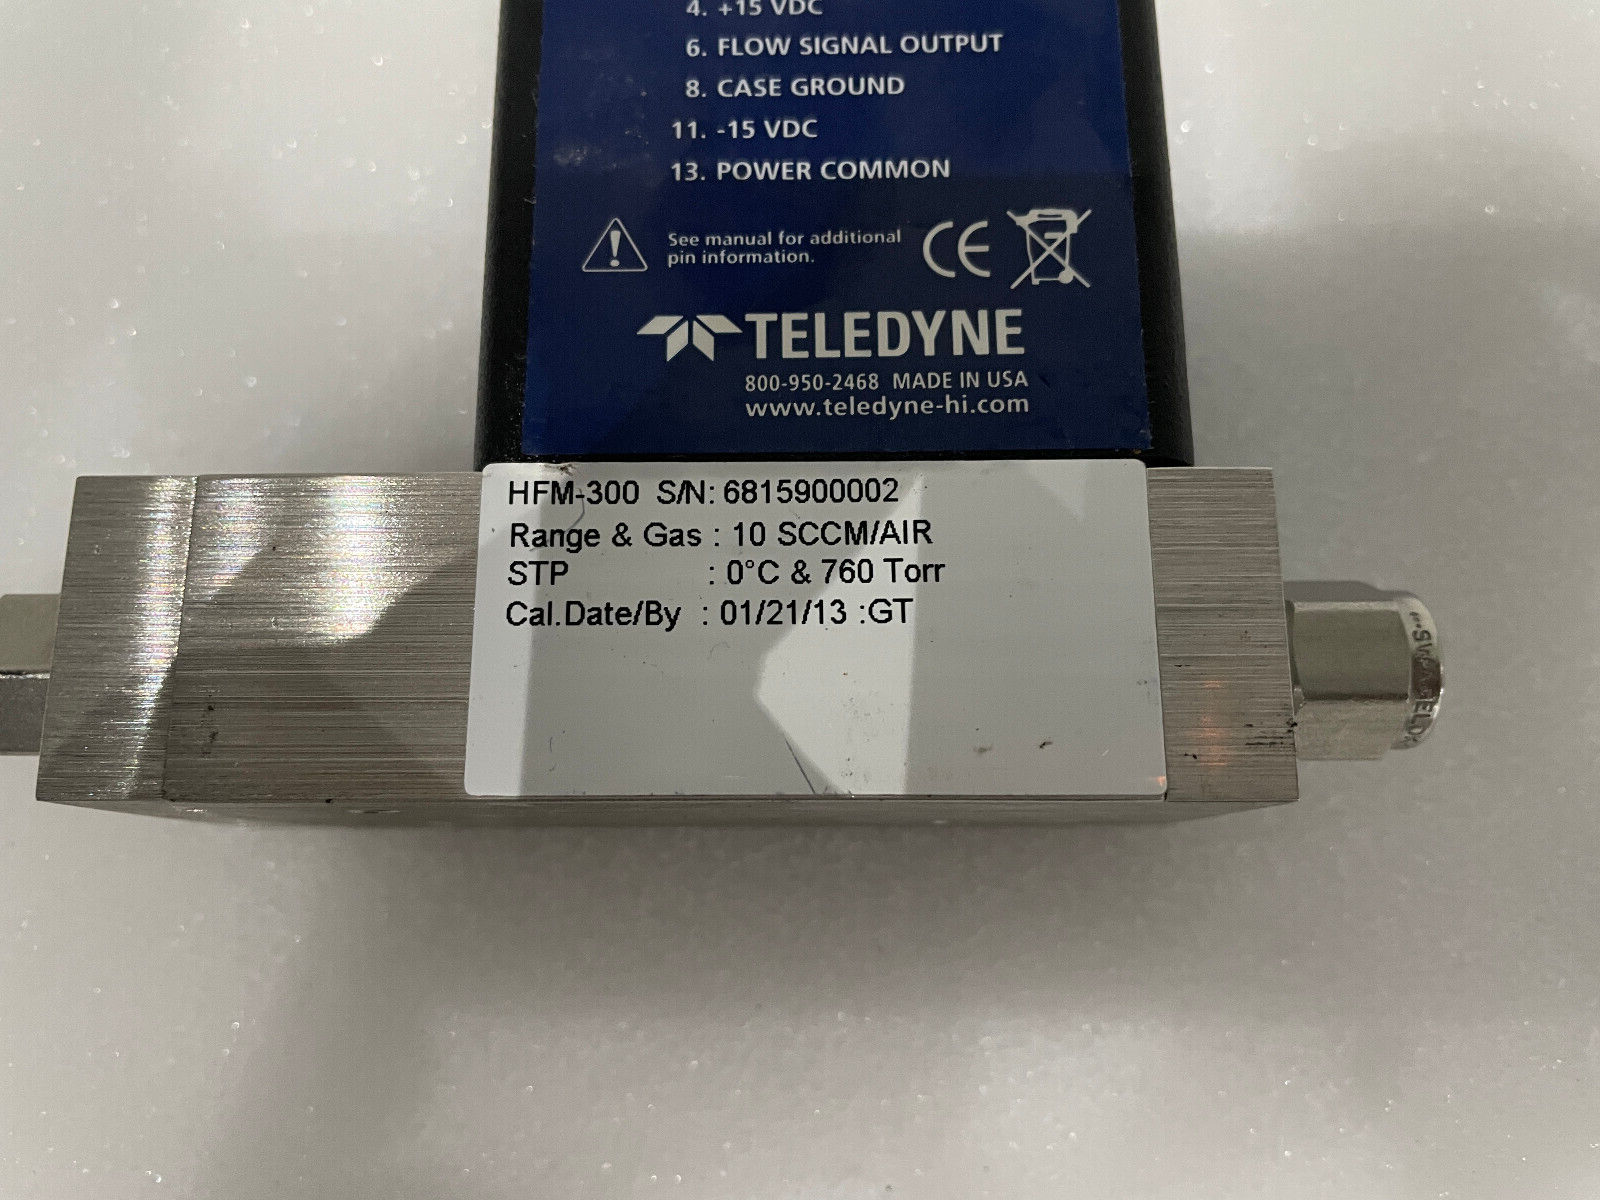 4. +15 VDC
6. FLOW SIGNAL OUTPUT
8. CASE GROUND
11. -15 VDC
13. POWER COMMON
See manual for additional
pin information.
CE
TELEDYNE
800-950-2468 MADE IN USA
www.teledyne-hi.com
HFM-300 S/N: 6815900002
Range & Gas : 10 SCCM/AIR
STP : 0°C & 760 Torr
Cal.Date/By : 01/21/13 :GT